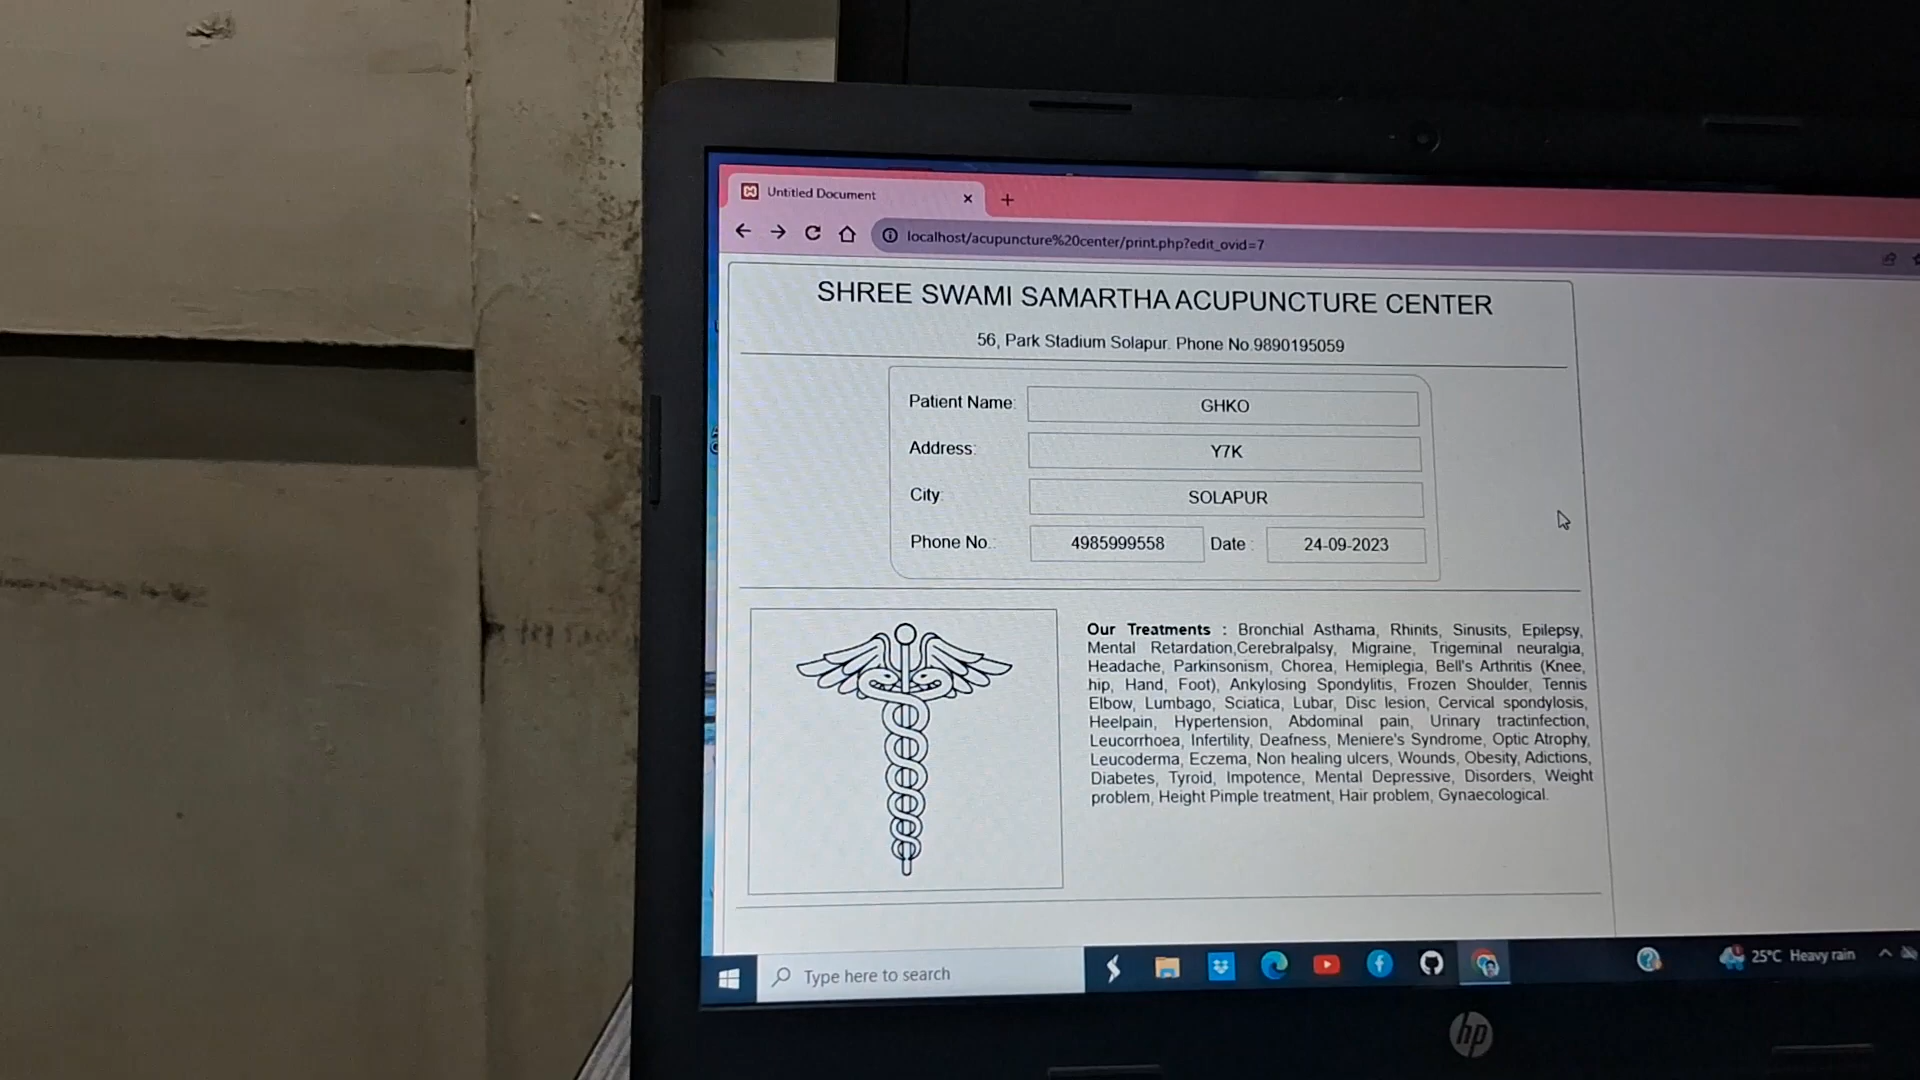 Untitled Document
localhost/acupuncture%20center/print.php?edit_ovid=7
SHREE SWAMI SAMARTHA ACUPUNCTURE CENTER
56, Park Stadium Solapur. Phone No.9890195059
Patient Name: GHKO
Address: Y7K
City: SOLAPUR
Phone No.: 4985999558 Date : 24-09-2023
Our Treatments : Bronchial Asthama, Rhinits, Sinusits, Epilepsy,
Mental Retardation,Cerebralpalsy, Migraine, Trigeminal neuralgia,
Headache, Parkinsonism, Chorea, Hemiplegia, Bell's Arthritis (Knee,
hip, Hand, Foot), Ankylosing Spondylitis, Frozen Shoulder, Tennis
Elbow, Lumbago, Sciatica, Lubar, Disc lesion, Cervical spondylosis,
Heelpain, Hypertension, Abdominal pain, Urinary tractinfection,
Leucorrhoea, Infertility, Deafness, Meniere's Syndrome, Optic Atrophy,
Leucoderma, Eczema, Non healing ulcers, Wounds, Obesity, Adictions,
Diabetes, Tyroid, Impotence, Mental Depressive, Disorders, Weight
problem, Height Pimple treatment, Hair problem, Gynaecological.
Type here to search
25°C Heavy rain
hp